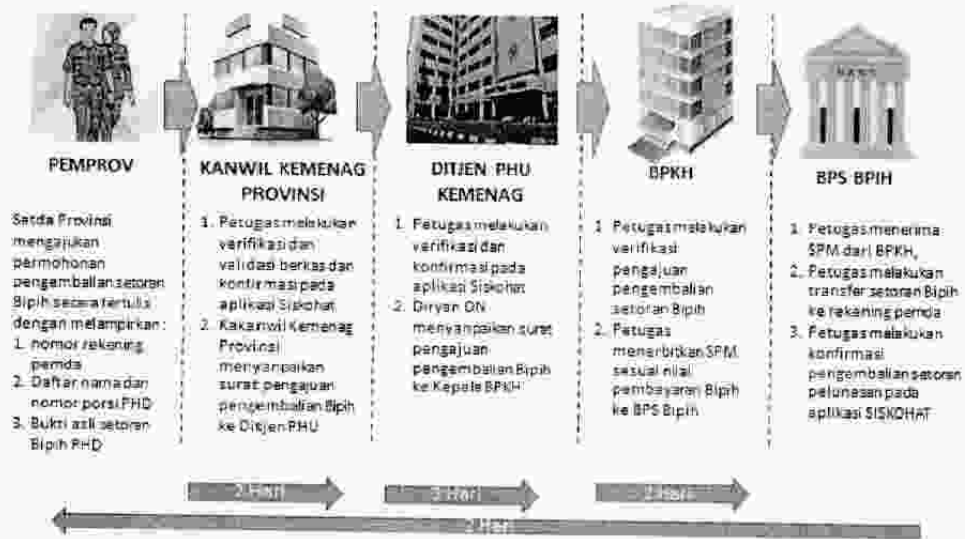 BANK
PEMPROV
Setda Provinsi
mengajukan
permohonan
pengembalian setoran
Bipih secara tertulis
dengan melampirkan :
1. nomor rekening
pemda
2. Daftar nama dan
nomor porsi PHD
3. Bukti asli setoran
Bipih PHD
KANWIL KEMENAG
PROVINSI
1. Petugas melakukan
verifikasi dan
validasi berkas dan
konfirmasi pada
aplikasi Siskohat
2. Kakanwil Kemenag
Provinsi
menyampaikan
surat pengajuan
pengembalian Bipih
ke Ditjen PHU
DITJEN PHU
KEMENAG
1. Petugas melakukan
verifikasi dan
konfirmasi pada
aplikasi Siskohat
2. Diryan DN
menyampaikan surat
pengajuan
pengembalian Bipih
ke Kepala BPKH
BPKH
1. Petugas melakukan
verifikasi
pengajuan
pengembalian
setoran Bipih
2. Petugas
menerbitkan SPM
sesuai nilai
pembayaran Bipih
ke BPS Bipih
BPS BPIH
1. Petugas menerima
SPM dari BPKH,
2. Petugas melakukan
transfer setoran Bipih
ke rekening pemda
3. Petugas melakukan
konfirmasi
pengembalian setoran
pelunasan pada
aplikasi SISKOHAT
2 Hari
Hari
2 Hari
2 Hari